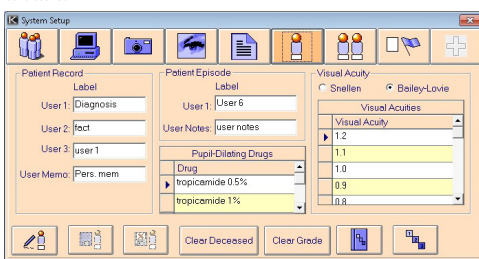 System Setup
Patient Record
Label
User 1: Diagnosis
User 2: fact
User 3: user 1
User Memo: Pers. mem
Patient Episode
Label
User 1: User 6
User Notes: user notes
Pupil-Dilating Drugs
Drug
tropicamide 0.5%
tropicamide 1%
Visual Acuity
Snellen Bailey-Lovie
Visual Acuities
Visual Acuity
1.2
1.1
1.0
0.9
0.8
Clear Deceased Clear Grade